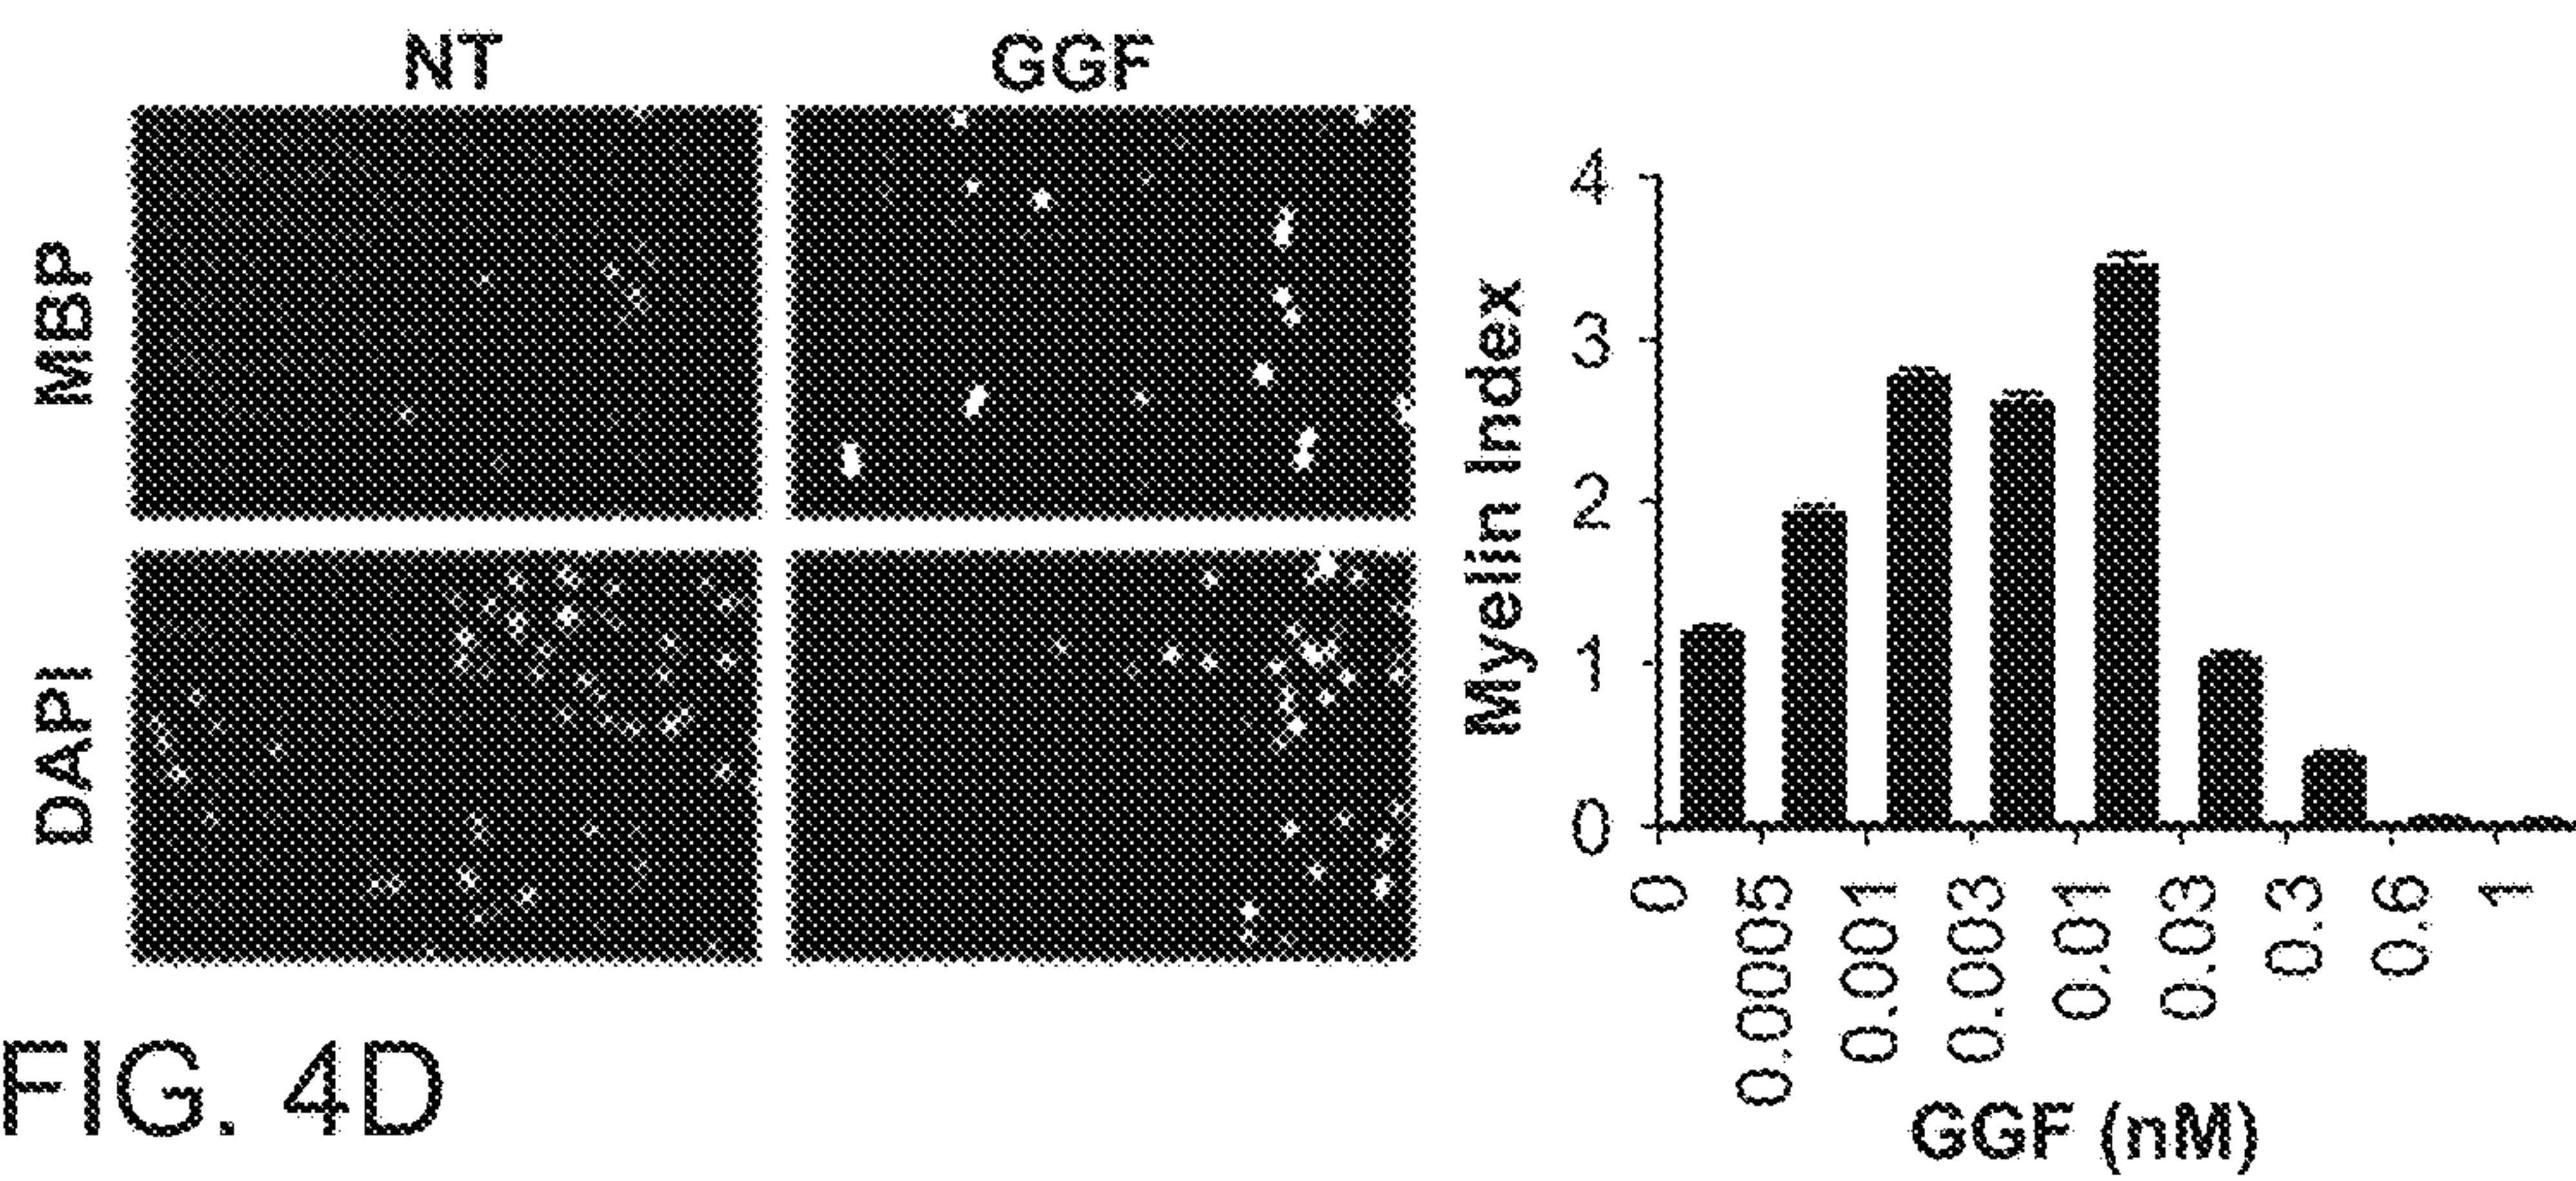 NT
GGF
MBP
DAPI
Myelin Index
4
3
2
1
0
0
0.0005
0.001
0.003
0.01
0.03
0.3
0.6
1
GGF (nM)
FIG. 4D